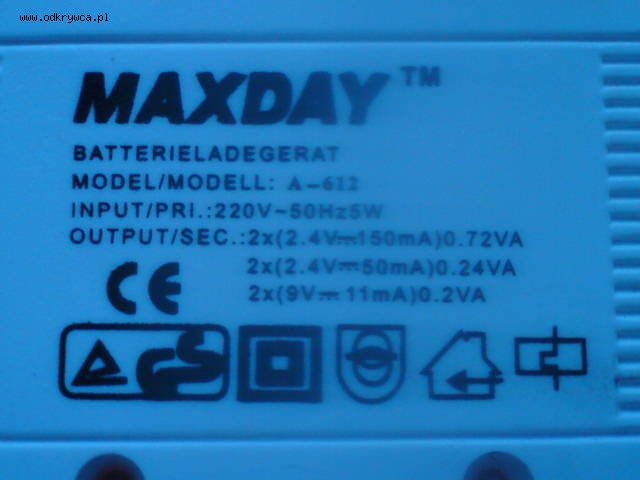 www.odkrywca.pl
MAXDAY™
BATTERIELADEGERAT
MODEL/MODELL: A-612
INPUT/PRI.:220V~50Hz5W
OUTPUT/SEC.:2x(2.4V⎓150mA)0.72VA
2x(2.4V⎓50mA)0.24VA
2x(9V⎓11mA)0.2VA
CE
GS